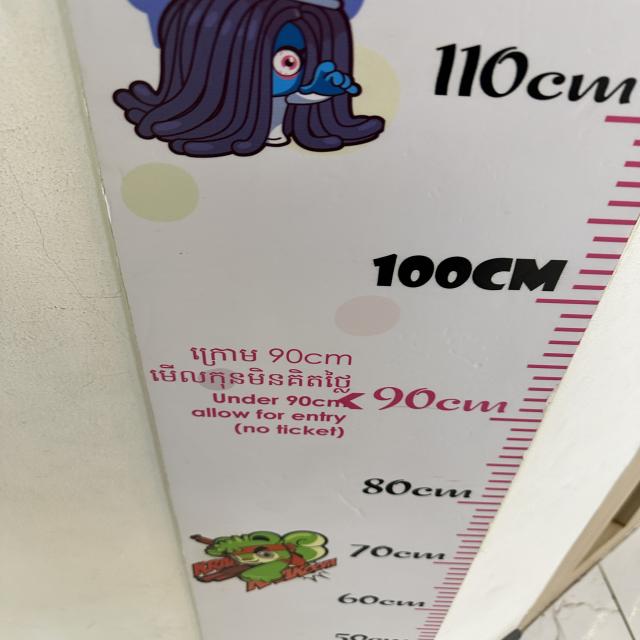 110cm
100CM
ក្រោម 90cm
មើលកុនមិនគិតថ្លៃ
Under 90cm
allow for entry
(no ticket)
90cm
80cm
70cm
60cm
50cm